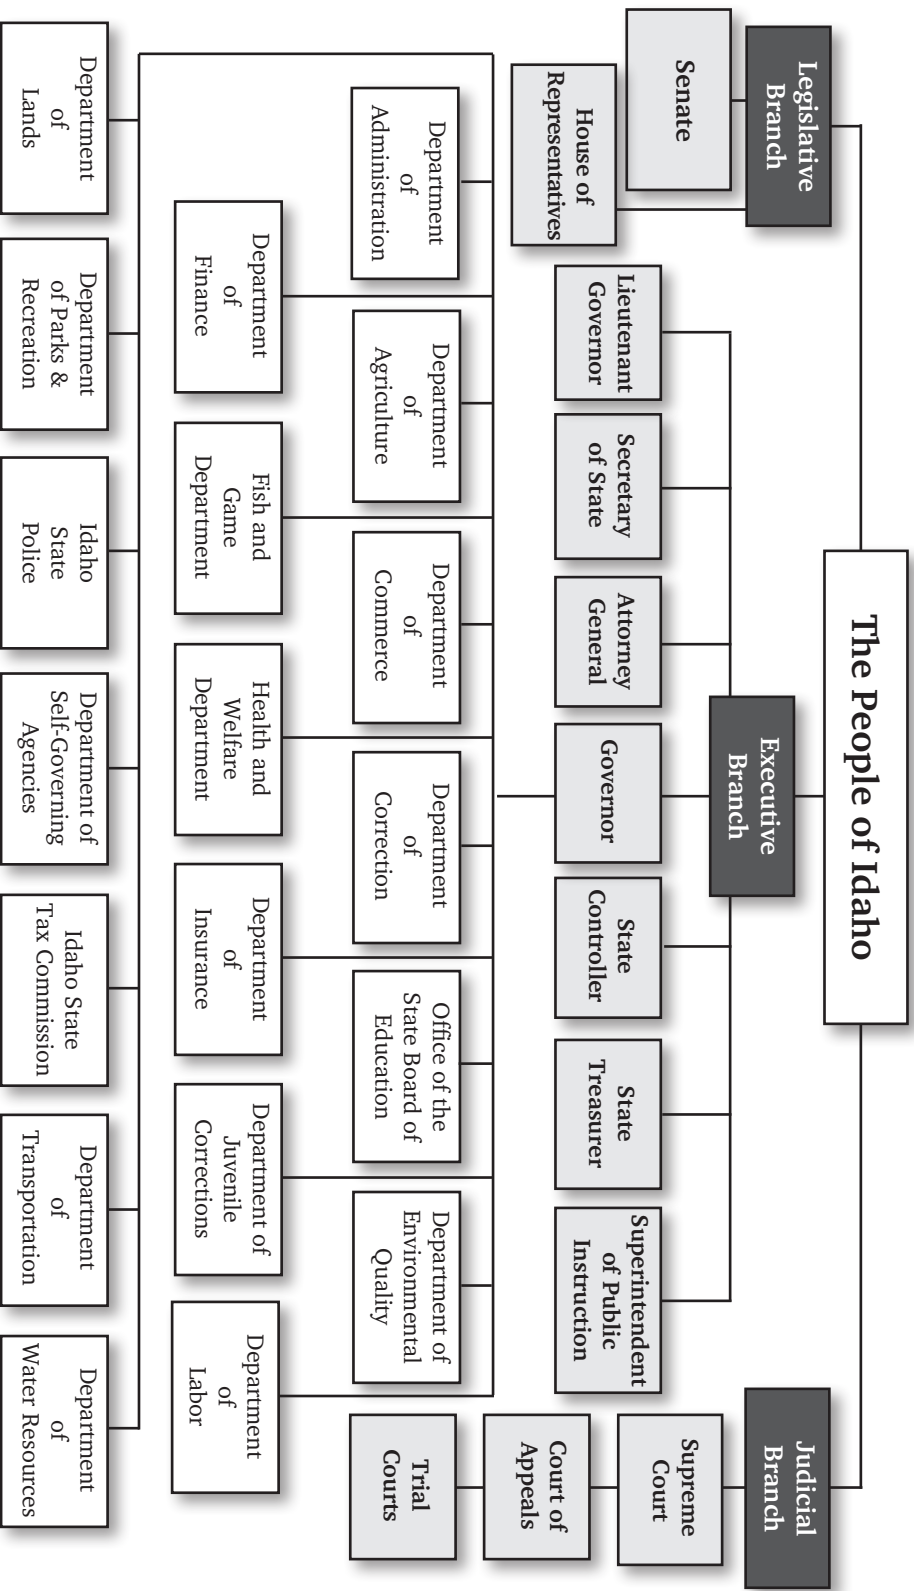 The People of Idaho
Legislative
Branch
Executive
Branch
Judicial
Branch
Senate
House of
Representatives
Lieutenant
Governor
Secretary
of State
Attorney
General
Governor
State
Controller
State
Treasurer
Superintendent
of Public
Instruction
Supreme
Court
Court of
Appeals
Trial
Courts
Department
of
Administration
Department
of
Agriculture
Department
of
Commerce
Department
of
Correction
Office of the
State Board of
Education
Department of
Environmental
Quality
Department
of
Finance
Fish and
Game
Department
Health and
Welfare
Department
Department
of
Insurance
Department of
Juvenile
Corrections
Department
of
Labor
Department
of
Lands
Department
of Parks &
Recreation
Idaho
State
Police
Department of
Self-Governing
Agencies
Idaho State
Tax Commission
Department
of
Transportation
Department
of
Water Resources